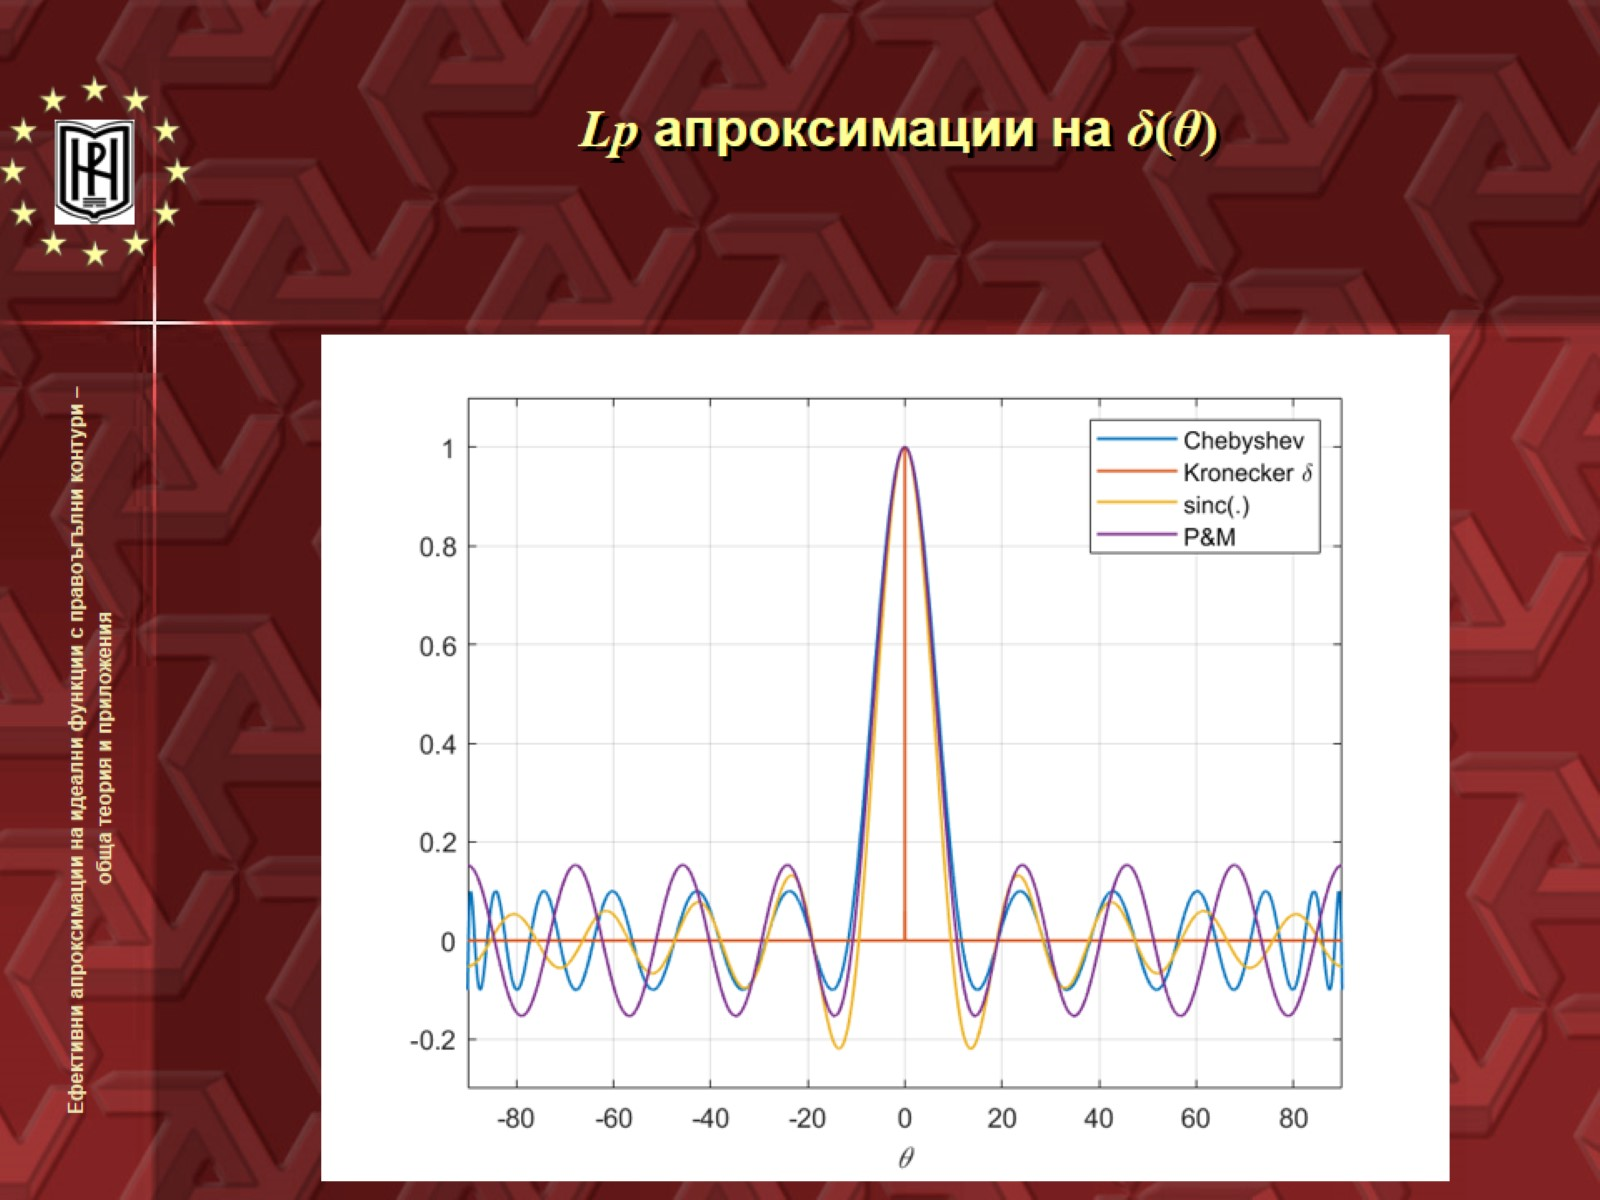 Lp апроксимации на δ(θ)
Ефективни апроксимации на идеални функции с правоъгълни контури –
обща теория и приложения
Chebyshev
Kronecker δ
sinc(.)
P&M
1
0.8
0.6
0.4
0.2
0
-0.2
-80 -60 -40 -20 0 20 40 60 80
θ